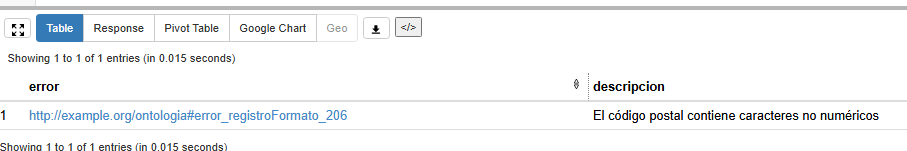 Table Response Pivot Table Google Chart Geo </>
Showing 1 to 1 of 1 entries (in 0.015 seconds)
error descripcion
1 http://example.org/ontologia#error_registroFormato_206 El código postal contiene caracteres no numéricos
Showing 1 to 1 of 1 entries (in 0.015 seconds)